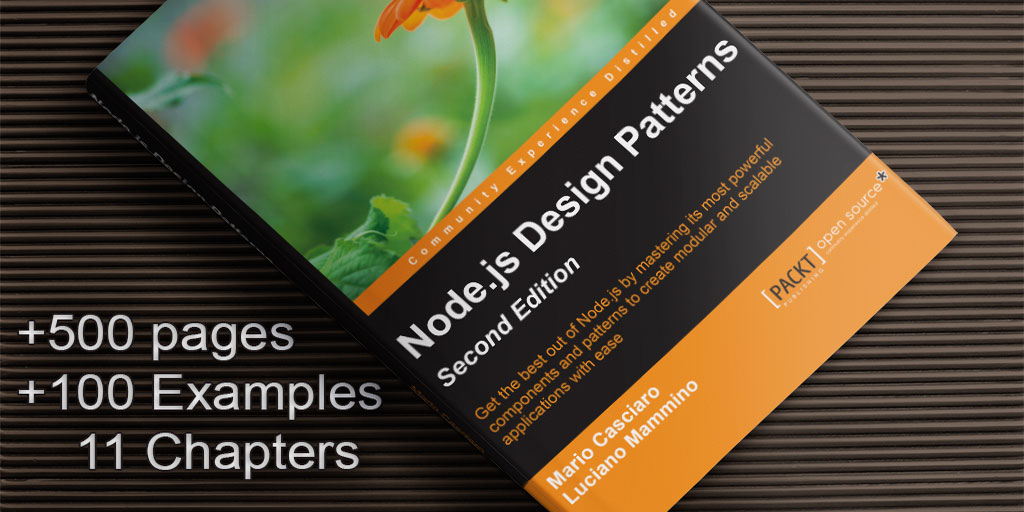 Community Experience Distilled
Node.js Design Patterns
Second Edition
Get the best out of Node.js by mastering its most powerful
components and patterns to create modular and scalable
applications with ease
[PACKT] open source*
PUBLISHING
Mario Casciaro
Luciano Mammino
+500 pages
+100 Examples
11 Chapters